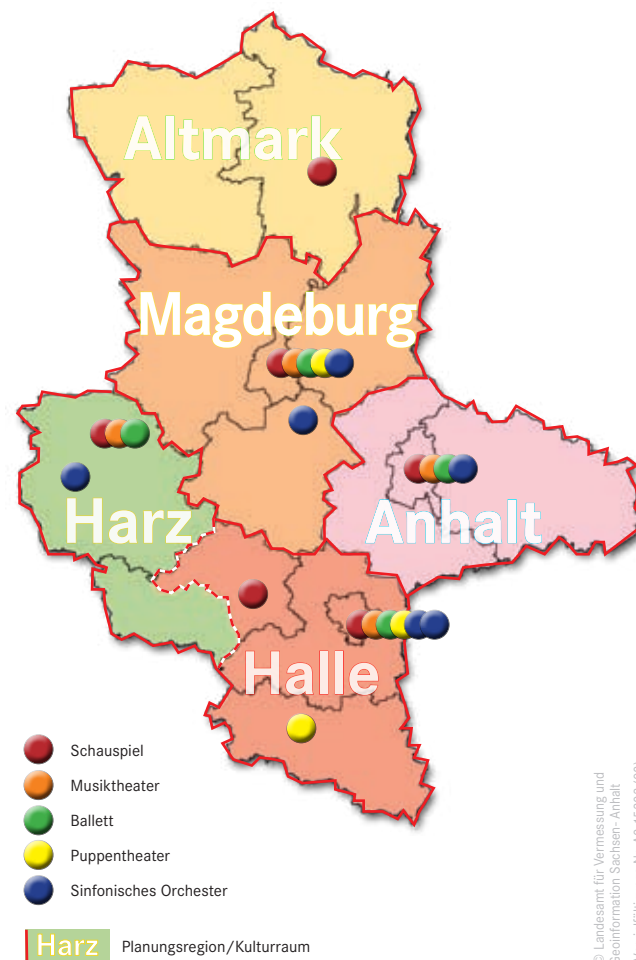 Altmark
Magdeburg
Harz
Anhalt
Halle
Schauspiel
Musiktheater
Ballett
Puppentheater
Sinfonisches Orchester
Harz Planungsregion/Kulturraum
© Landesamt für Vermessung und
Geoinformation Sachsen- Anhalt